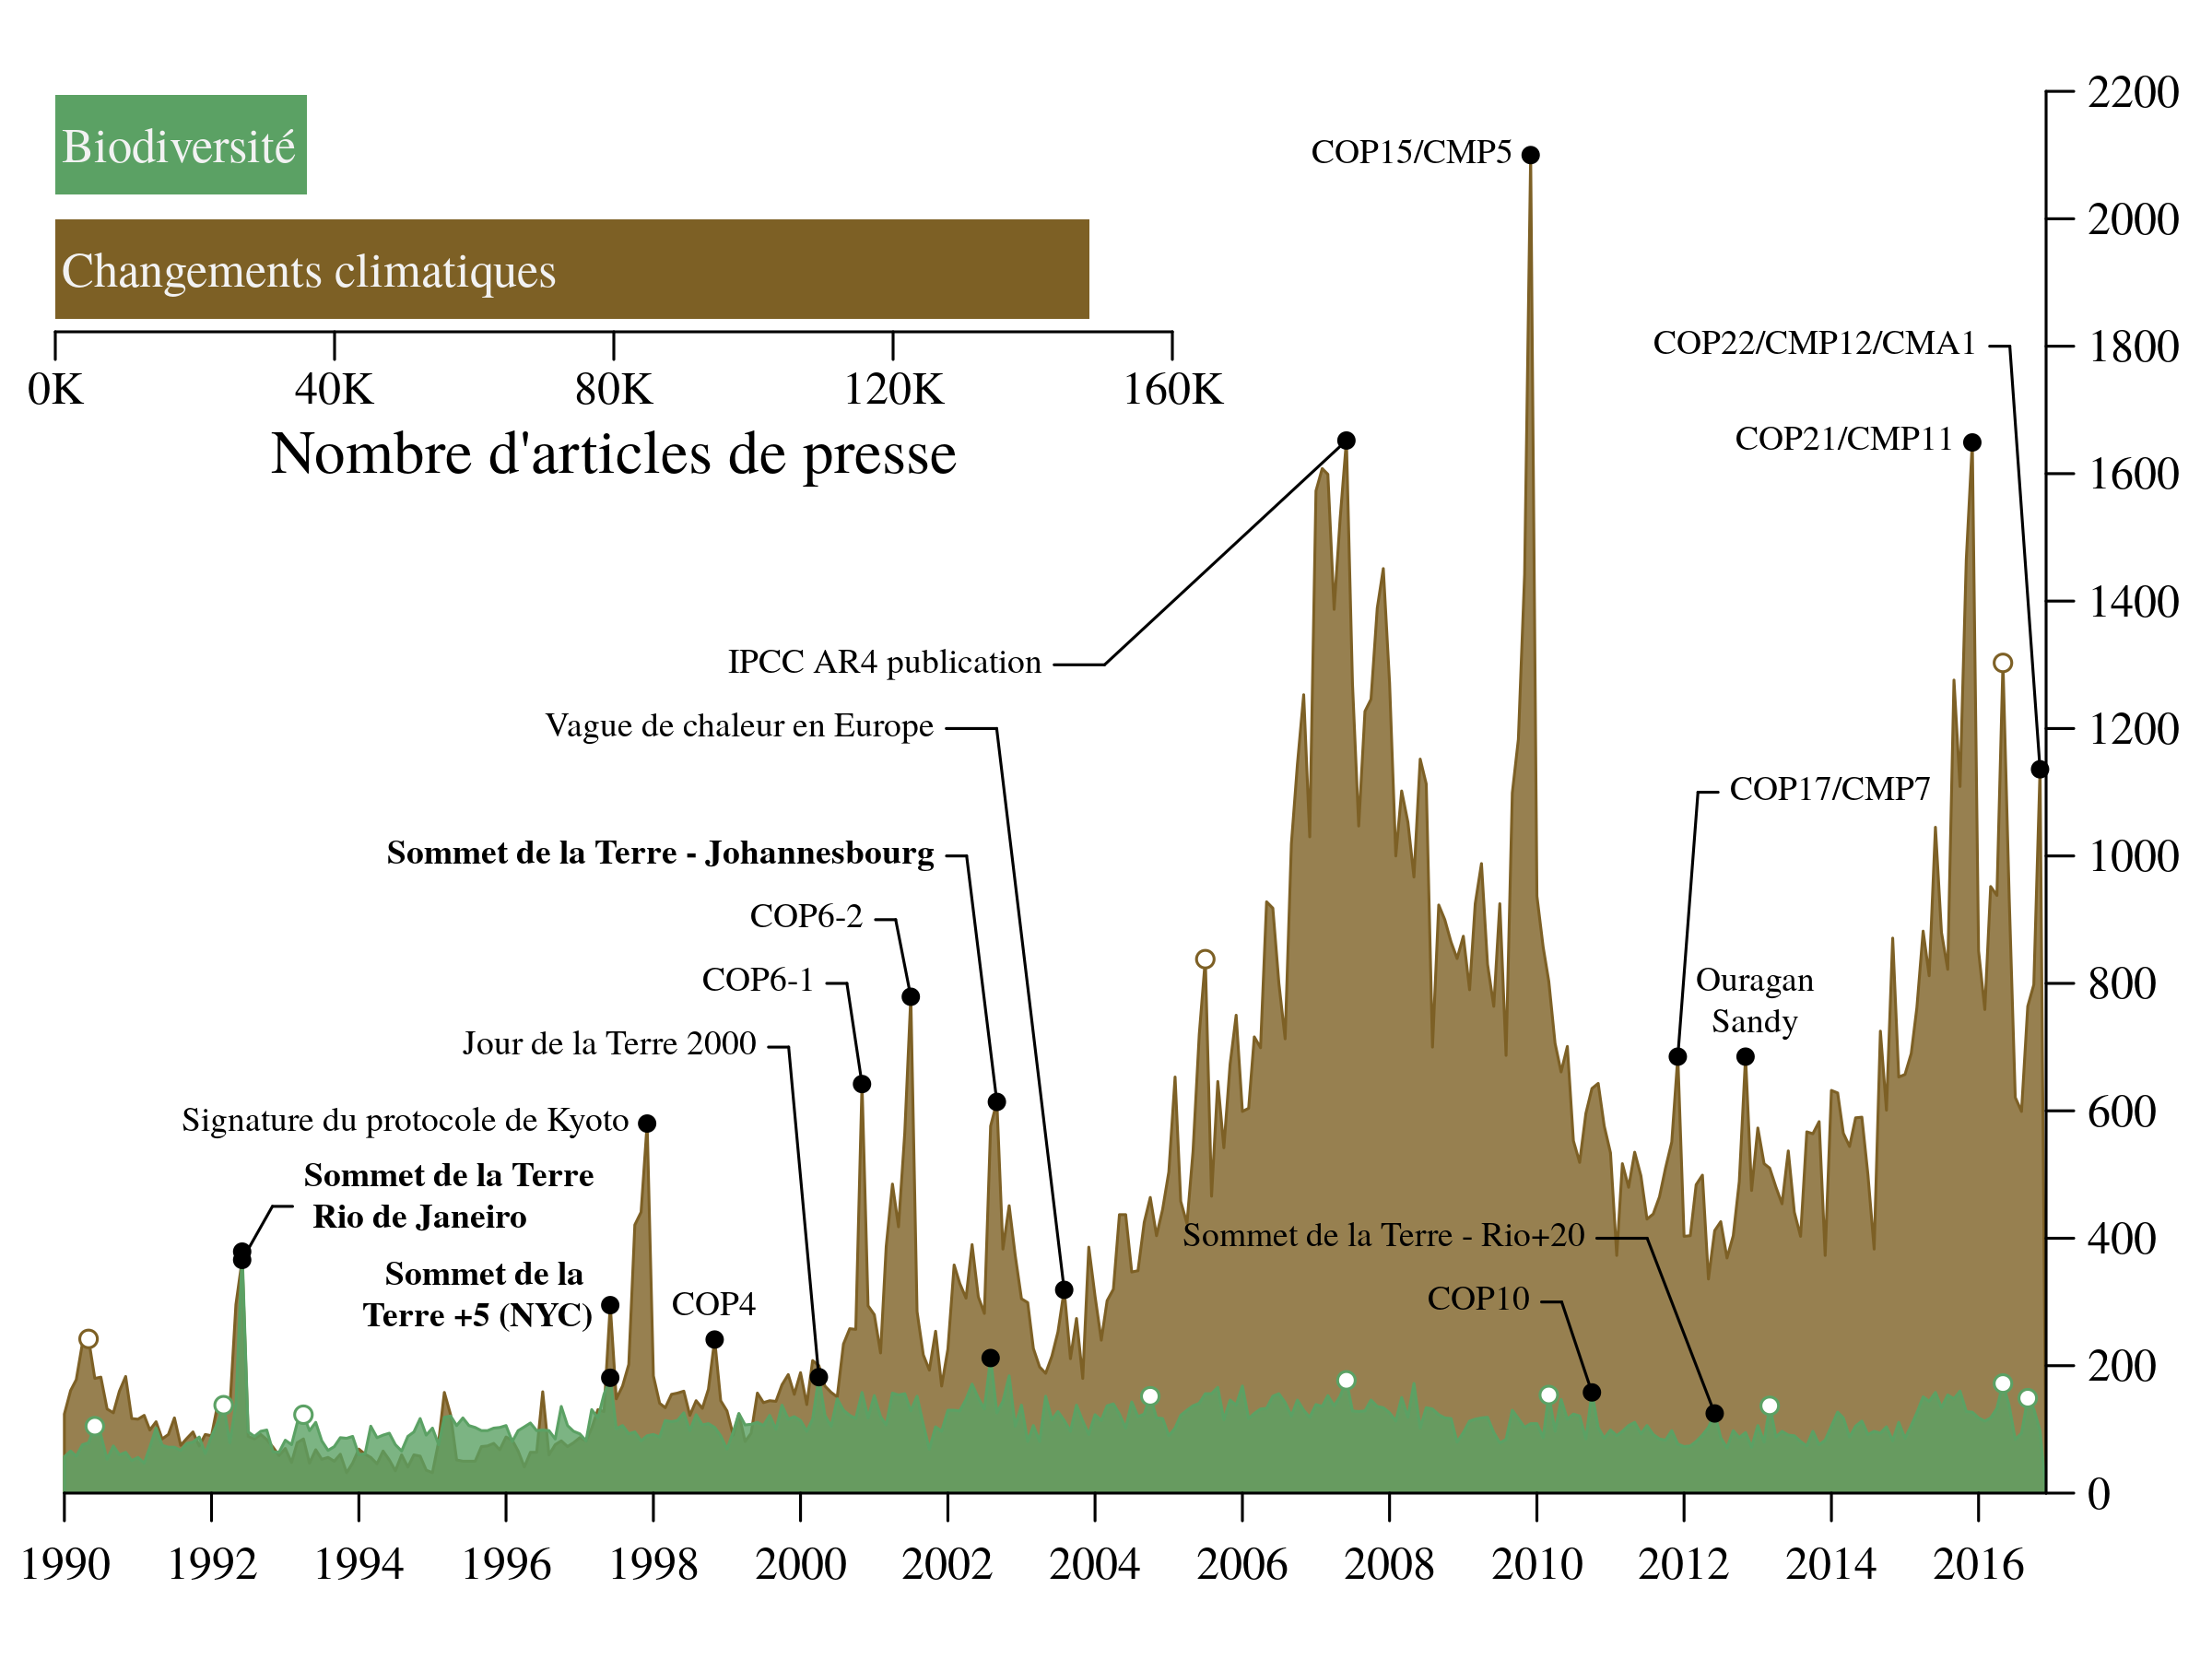 Biodiversité
Changements climatiques
0K 40K 80K 120K 160K
Nombre d'articles de presse
COP15/CMP5
COP22/CMP12/CMA1
COP21/CMP11
IPCC AR4 publication
Vague de chaleur en Europe
COP17/CMP7
Sommet de la Terre - Johannesbourg
COP6-2
COP6-1
Ouragan
Sandy
Jour de la Terre 2000
Signature du protocole de Kyoto
Sommet de la Terre
Rio de Janeiro
Sommet de la Terre - Rio+20
Sommet de la
Terre +5 (NYC)
COP4
COP10
2200
2000
1800
1600
1400
1200
1000
800
600
400
200
0
1990 1992 1994 1996 1998 2000 2002 2004 2006 2008 2010 2012 2014 2016